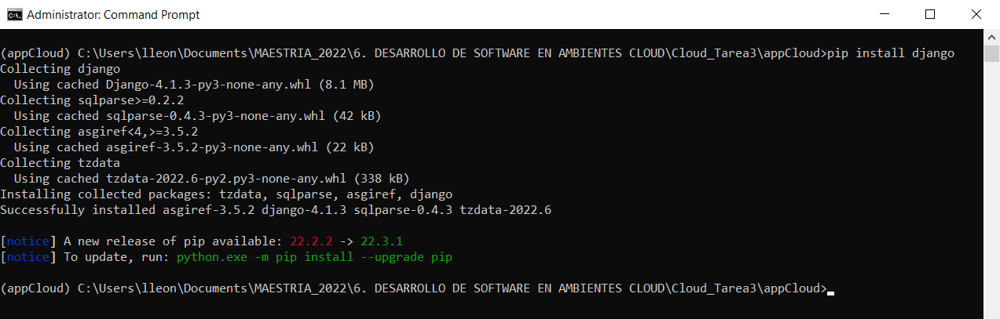 Administrator: Command Prompt
(appCloud) C:\Users\lleon\Documents\MAESTRIA_2022\6. DESARROLLO DE SOFTWARE EN AMBIENTES CLOUD\Cloud_Tarea3\appCloud>pip install django
Collecting django
  Using cached Django-4.1.3-py3-none-any.whl (8.1 MB)
Collecting sqlparse>=0.2.2
  Using cached sqlparse-0.4.3-py3-none-any.whl (42 kB)
Collecting asgiref<4,>=3.5.2
  Using cached asgiref-3.5.2-py3-none-any.whl (22 kB)
Collecting tzdata
  Using cached tzdata-2022.6-py2.py3-none-any.whl (338 kB)
Installing collected packages: tzdata, sqlparse, asgiref, django
Successfully installed asgiref-3.5.2 django-4.1.3 sqlparse-0.4.3 tzdata-2022.6
[notice] A new release of pip available: 22.2.2 -> 22.3.1
[notice] To update, run: python.exe -m pip install --upgrade pip
(appCloud) C:\Users\lleon\Documents\MAESTRIA_2022\6. DESARROLLO DE SOFTWARE EN AMBIENTES CLOUD\Cloud_Tarea3\appCloud>